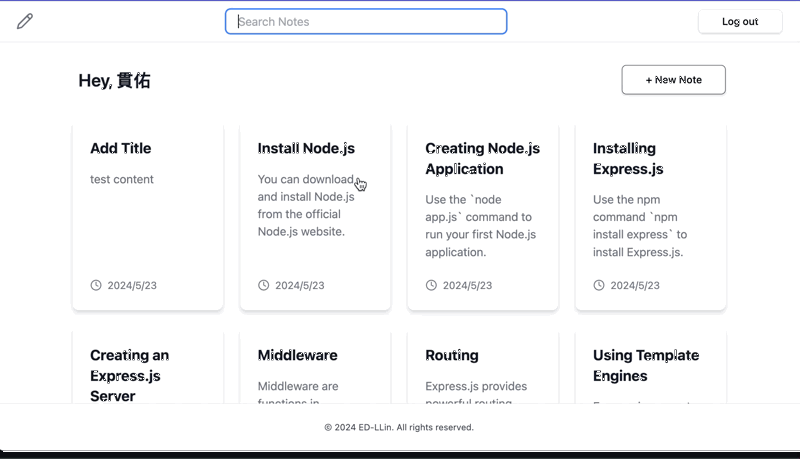 Search Notes
Log out
Hey, 貫佑
+ New Note
Add Title
test content
2024/5/23
Install Node.js
You can download
and install Node.js
from the official
Node.js website.
2024/5/23
Creating Node.js
Application
Use the `node
app.js` command to
run your first Node.js
application.
2024/5/23
Installing
Express.js
Use the npm
command `npm
install express` to
install Express.js.
2024/5/23
Creating an
Express.js
Server
Middleware
Middleware are
functions in
Routing
Express.js provides
powerful routing
Using Template
Engines
© 2024 ED-LLin. All rights reserved.